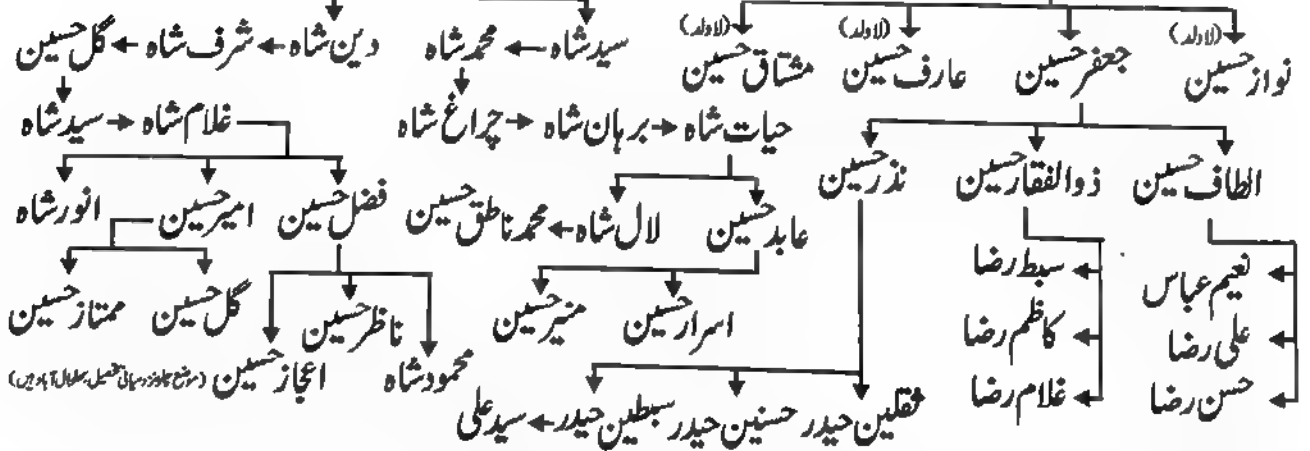 (لاولد) (لاولد) (لاولد)
نواز حسین جعفر حسین عارف حسین مشتاق حسین سید شاہ محمد شاہ دین شاہ شرف شاہ گل حسین
حیات شاہ برہان شاہ چراغ شاہ غلام شاہ سید شاہ
الطاف حسین ذوالفقار حسین نذر حسین عابد حسین لال شاہ محمد ناطق حسین فضل حسین امیر حسین انور شاہ
نعیم عباس سبط رضا اسرار حسین منیر حسین محمود شاہ ناظر حسین اعجاز حسین گل حسین ممتاز حسین
علی رضا کاظم رضا
حسن رضا غلام رضا
ثقلین حیدر حسنین حیدر سبطین حیدر سید علی